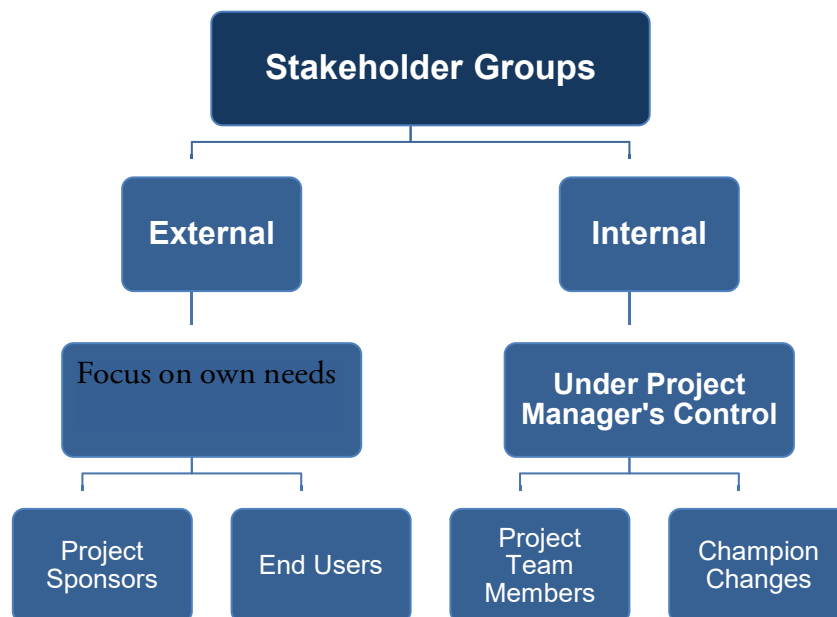 Stakeholder Groups
External
Internal
Focus on own needs
Under Project
Manager's Control
Project
Sponsors
End Users
Project
Team
Members
Champion
Changes